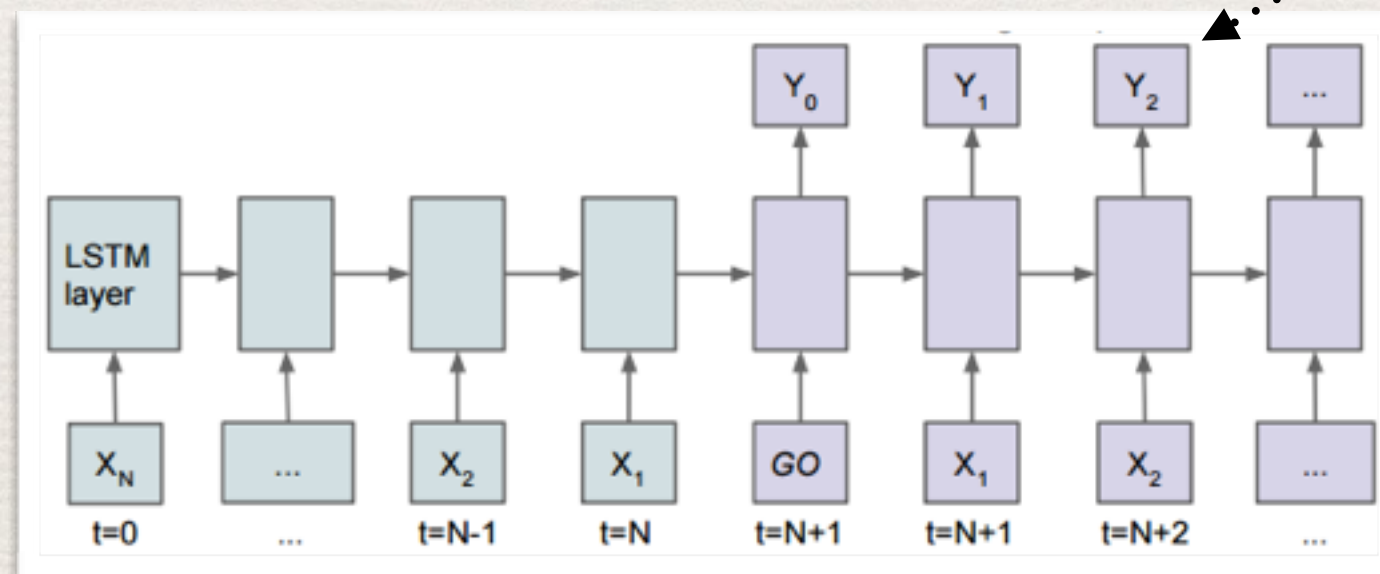 Y0 Y1 Y2 ...
LSTM
layer
XN ... X2 X1 GO X1 X2 ...
t=0 ... t=N-1 t=N t=N+1 t=N+1 t=N+2 ...